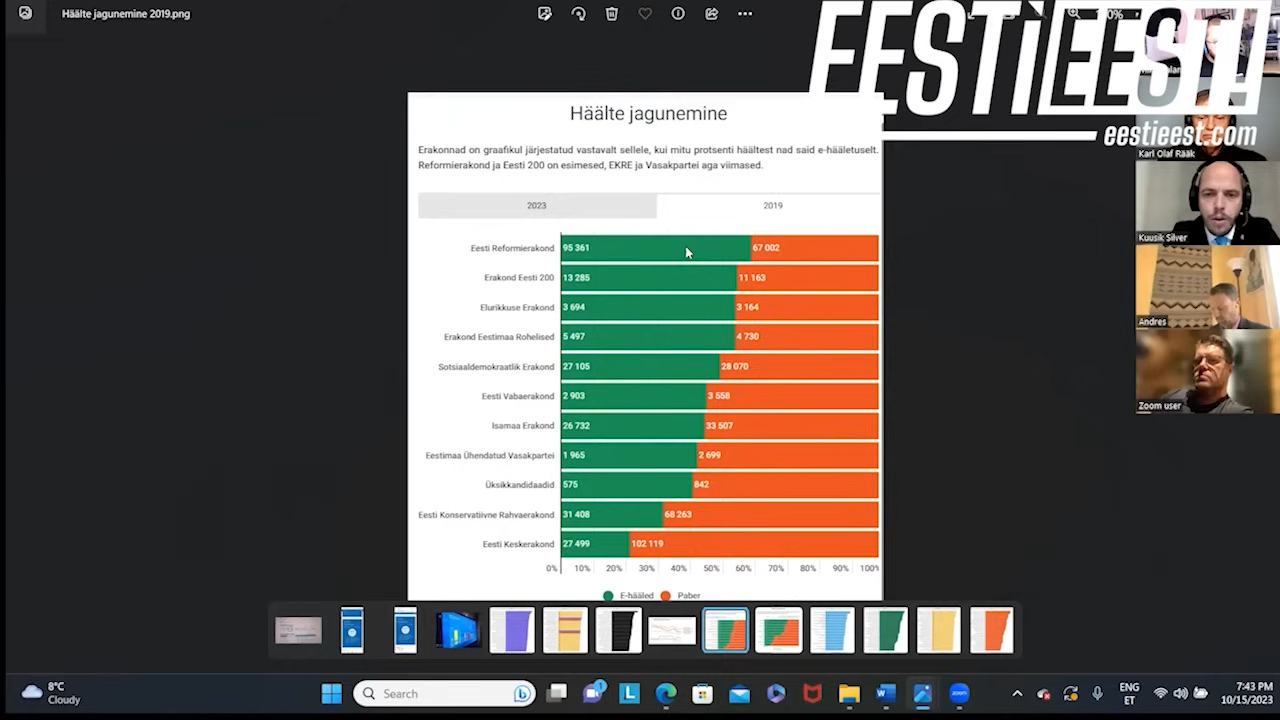 Häälte jagunemine 2019.png
EESTIEEST!
eestieest.com
Häälte jagunemine
Erakonnad on graafikul järjestatud vastavalt sellele, kui mitu protsenti häältest nad said e-hääletuselt.
Reformierakond ja Eesti 200 on esimesed, EKRE ja Vasakpartei aga viimased.
2023 2019
Eesti Reformierakond 95 361 67 002
Erakond Eesti 200 13 285 11 163
Elurikkuse Erakond 3 694 3 164
Erakond Eestimaa Rohelised 5 497 4 730
Sotsiaaldemokraatlik Erakond 27 105 28 070
Eesti Vabaerakond 2 903 3 558
Isamaa Erakond 26 732 33 507
Eestimaa Ühendatud Vasakpartei 1 965 2 699
Üksikkandidaadid 575 842
Eesti Konservatiivne Rahvaerakond 31 408 68 263
Eesti Keskerakond 27 499 102 119
0% 10% 20% 30% 40% 50% 60% 70% 80% 90% 100%
E-hääled Paber
Karl Olaf Rääk
Kuusik Silver
Andres
Zoom user
8°C
Cloudy
Search
ENG
ET
7:43 PM
10/15/2023